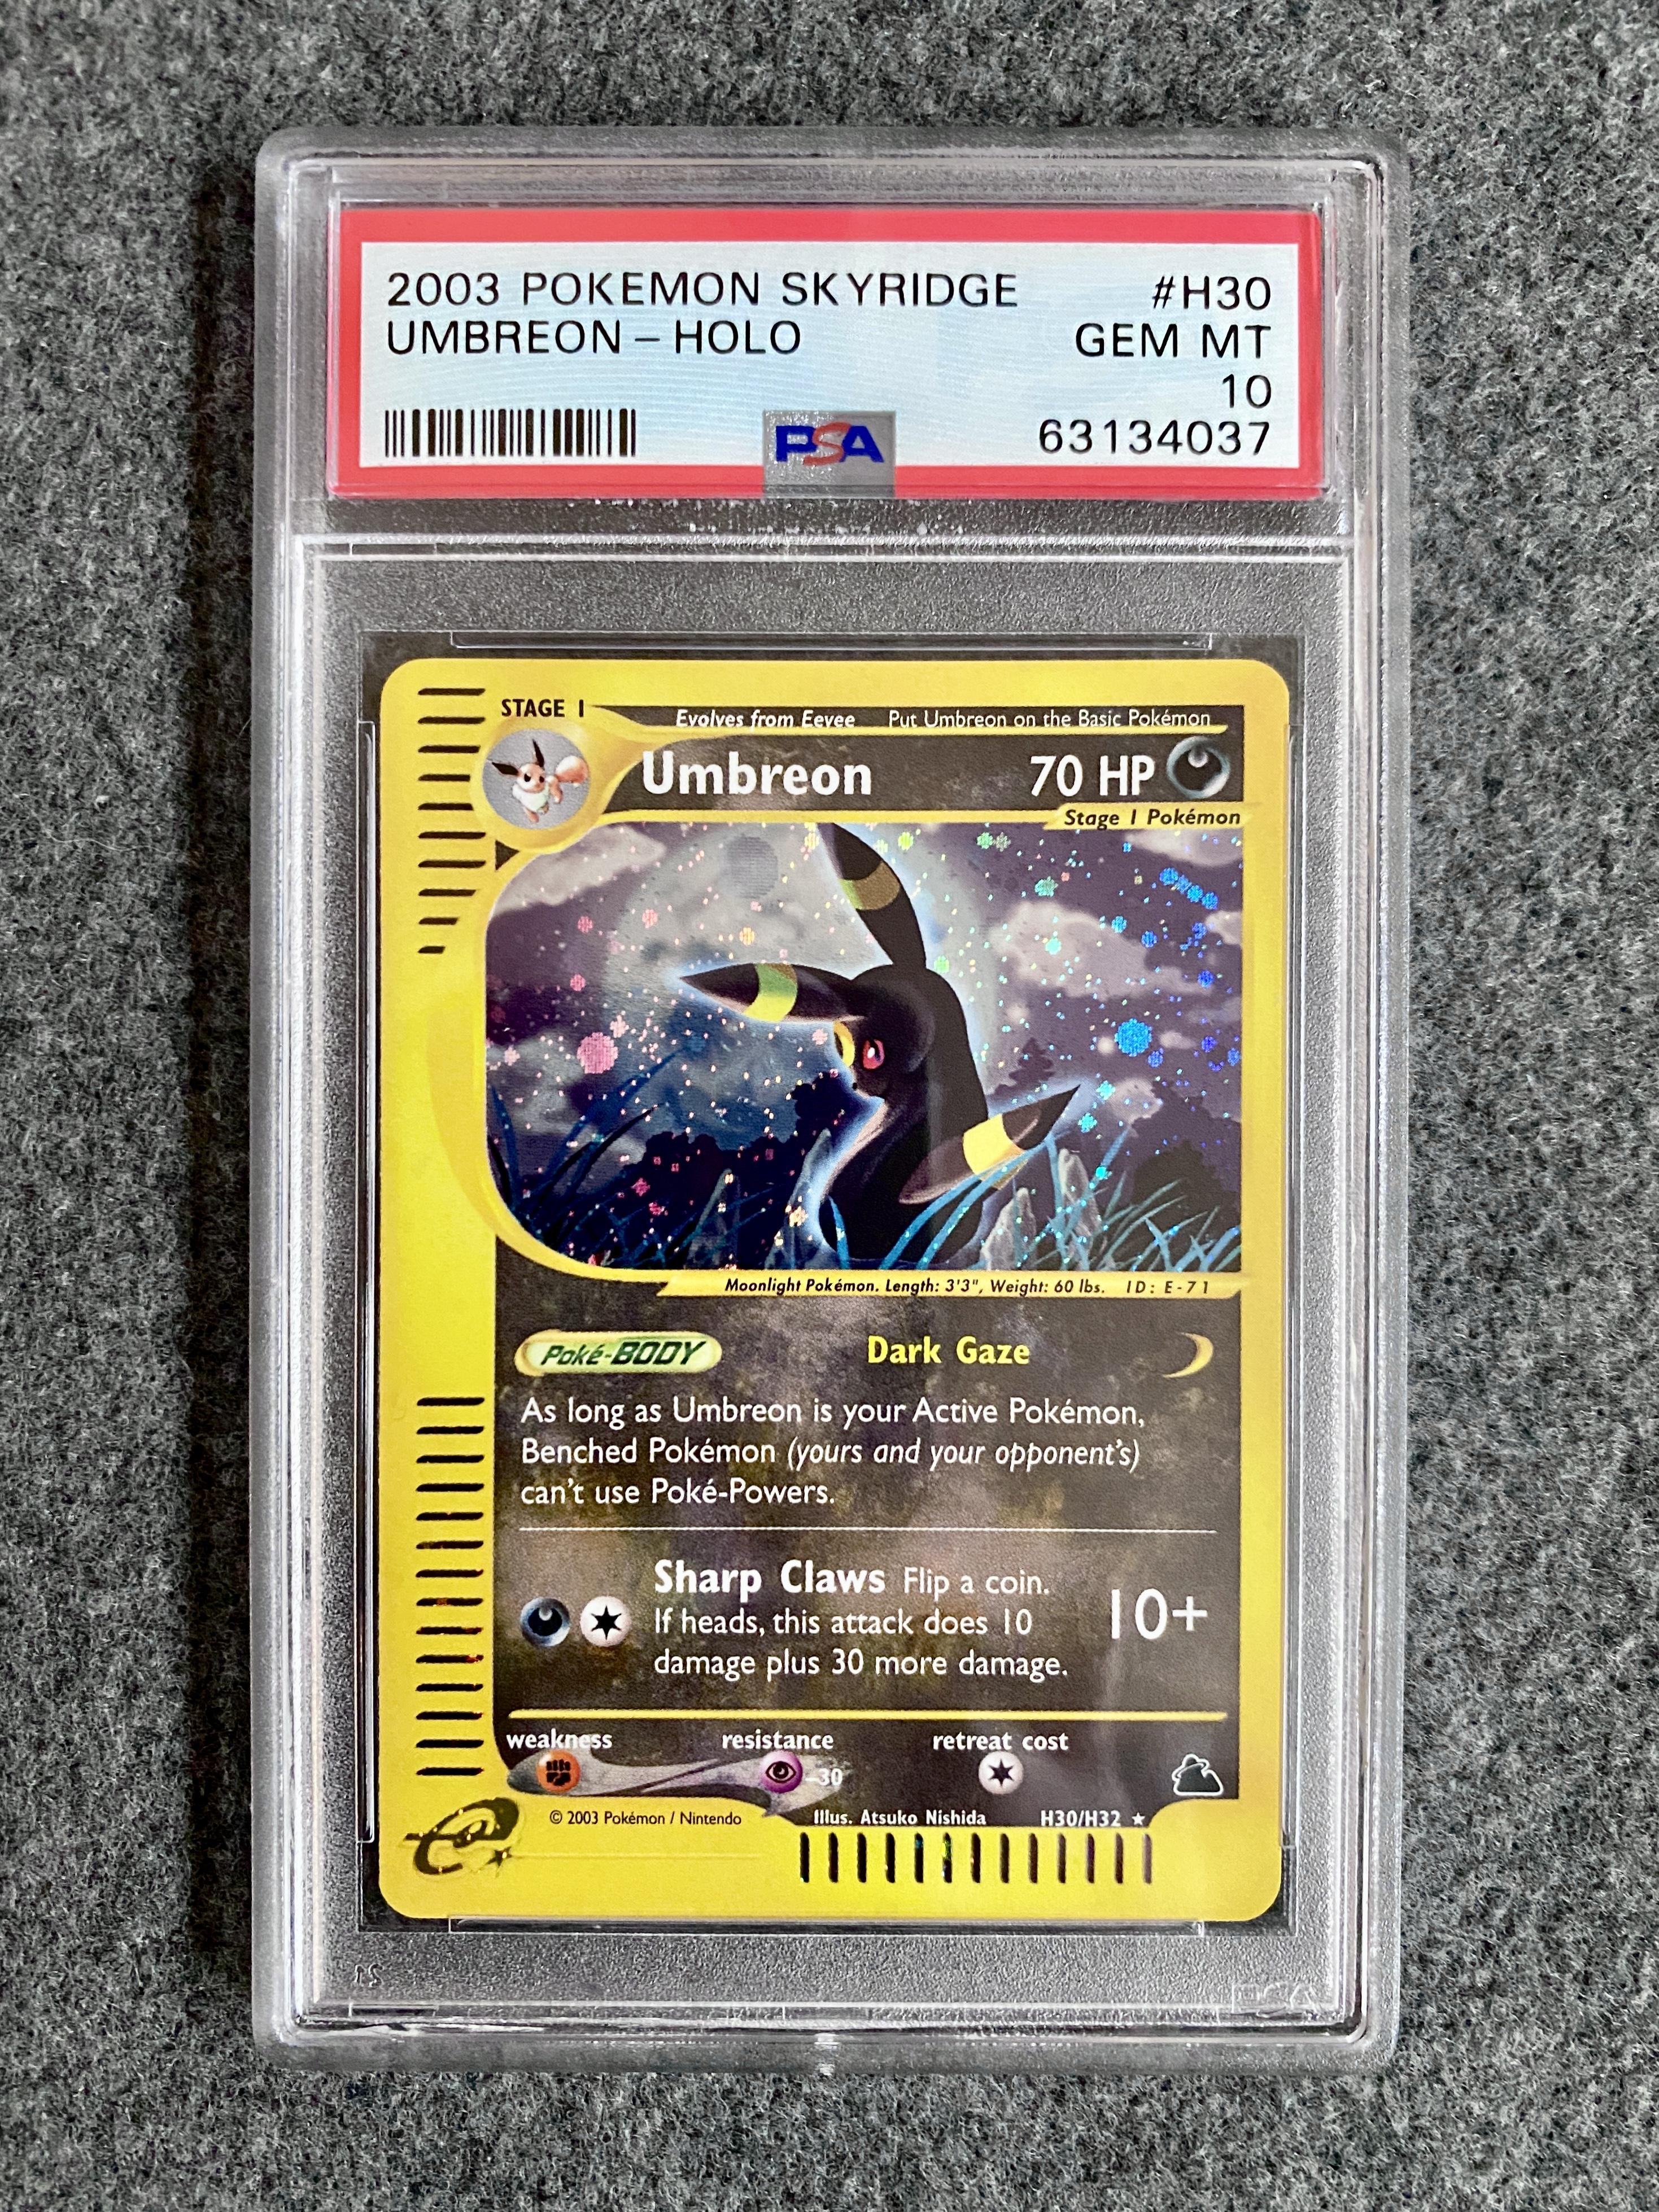 2003 POKEMON SKYRIDGE #H30
UMBREON – HOLO GEM MT
10
PSA 63134037
STAGE 1
Evolves from Eevee Put Umbreon on the Basic Pokémon
Umbreon 70 HP
Stage 1 Pokémon
Moonlight Pokémon. Length: 3'3", Weight: 60 lbs. ID: E-71
Poké-BODY Dark Gaze
As long as Umbreon is your Active Pokémon,
Benched Pokémon (yours and your opponent's)
can't use Poké-Powers.
Sharp Claws Flip a coin.
If heads, this attack does 10
damage plus 30 more damage.
10+
weakness resistance retreat cost
-30
e
© 2003 Pokémon / Nintendo Illus. Atsuko Nishida H30/H32 ★